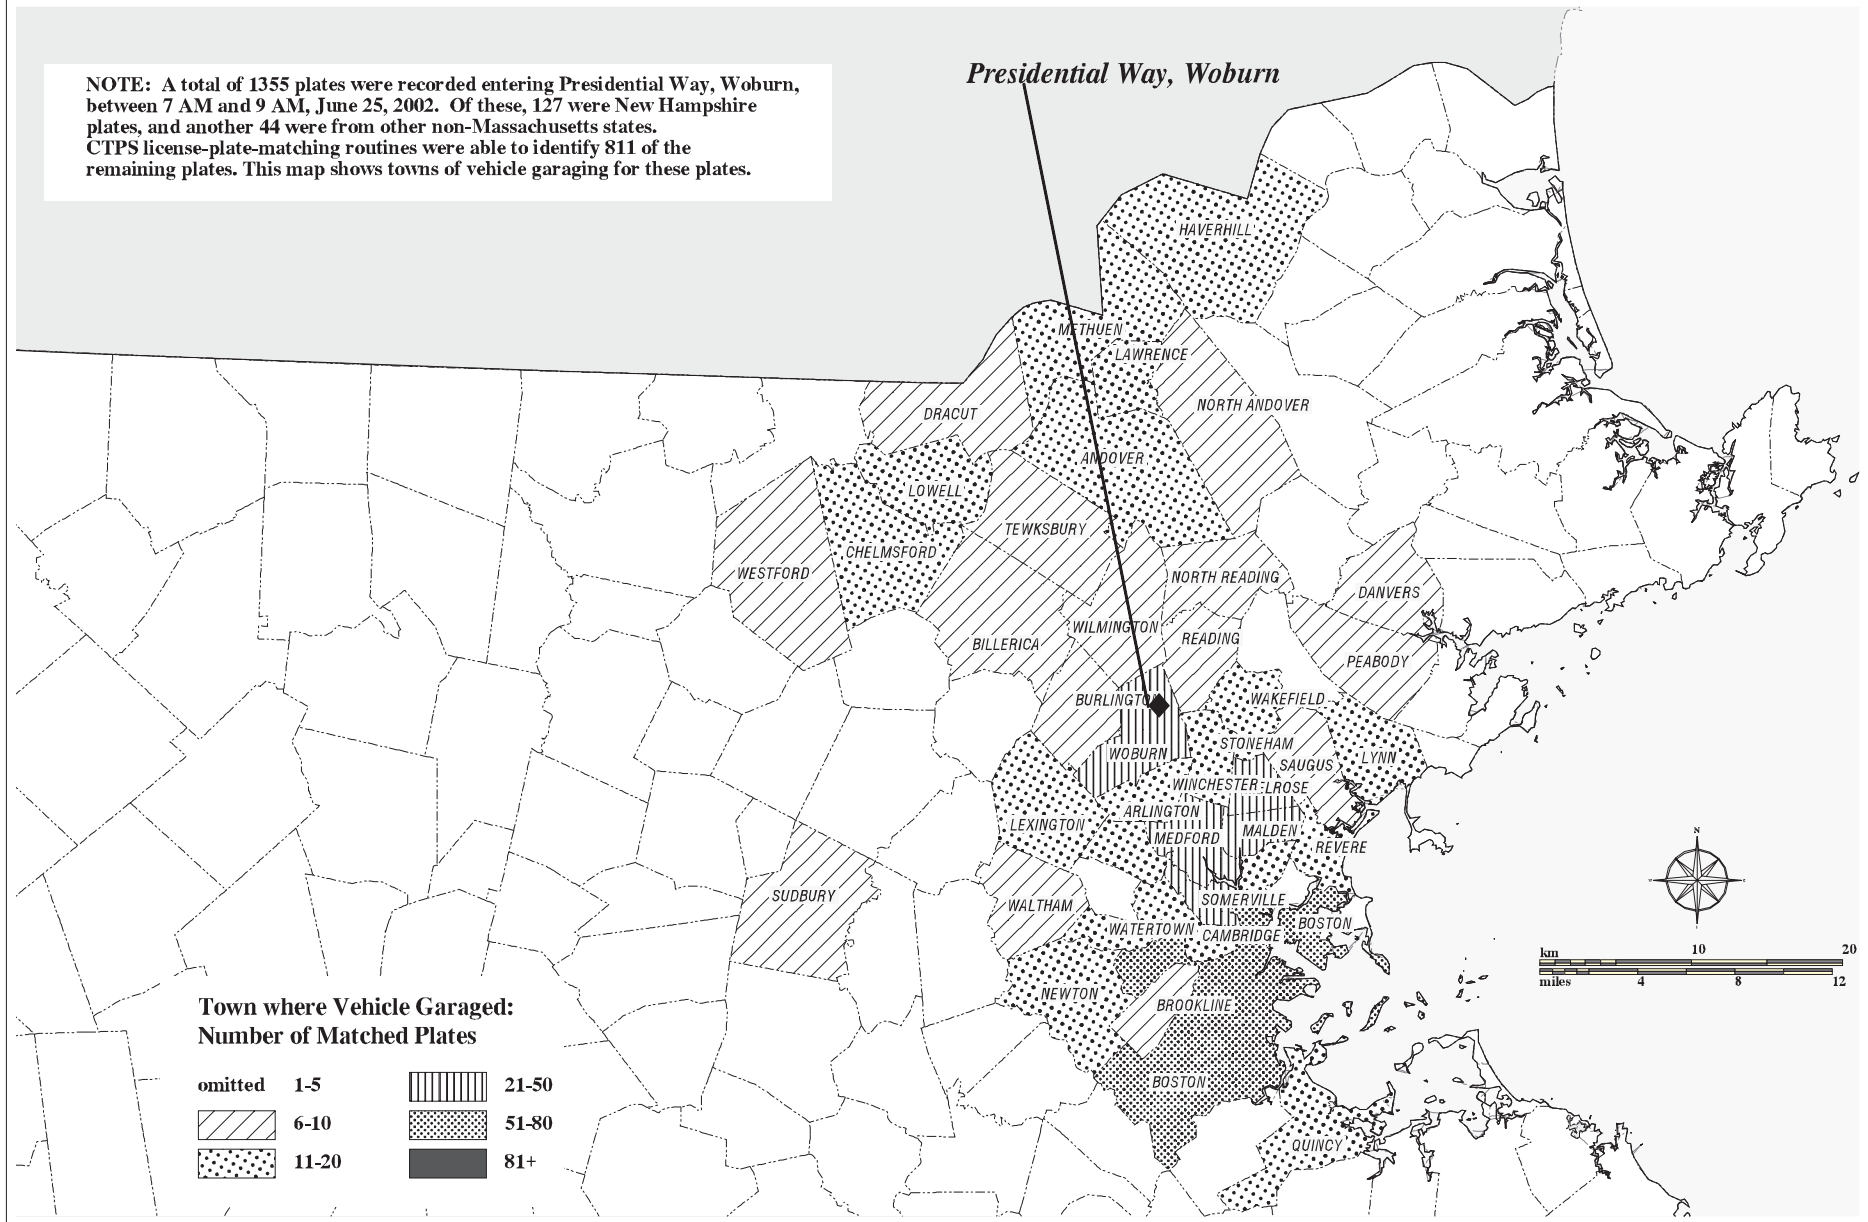 Presidential Way, Woburn
NOTE:  A total of 1355 plates were recorded entering Presidential Way, Woburn,
between 7 AM and 9 AM, June 25, 2002.  Of these, 127 were New Hampshire
plates, and another 44 were from other non-Massachusetts states.
CTPS license-plate-matching routines were able to identify 811 of the
remaining plates. This map shows towns of vehicle garaging for these plates.
HAVERHILL
METHUEN
LAWRENCE
NORTH ANDOVER
DRACUT
ANDOVER
LOWELL
TEWKSBURY
CHELMSFORD
WESTFORD
NORTH READING
DANVERS
WILMINGTON
READING
BILLERICA
PEABODY
BURLINGTO
WAKEFIELD
STONEHAM
WOBURN
LYNN
SAUGUS
WINCHESTER
LROSE
ARLINGTON
LEXINGTON
MEDFORD
MALDEN
REVERE
SUDBURY
WALTHAM
SOMERVILLE
BOSTON
WATERTOWN
CAMBRIDGE
NEWTON
BROOKLINE
BOSTON
QUINCY
N
km 10 20
miles 4 8 12
Town where Vehicle Garaged:
Number of Matched Plates
omitted 1-5 21-50
6-10 51-80
11-20 81+